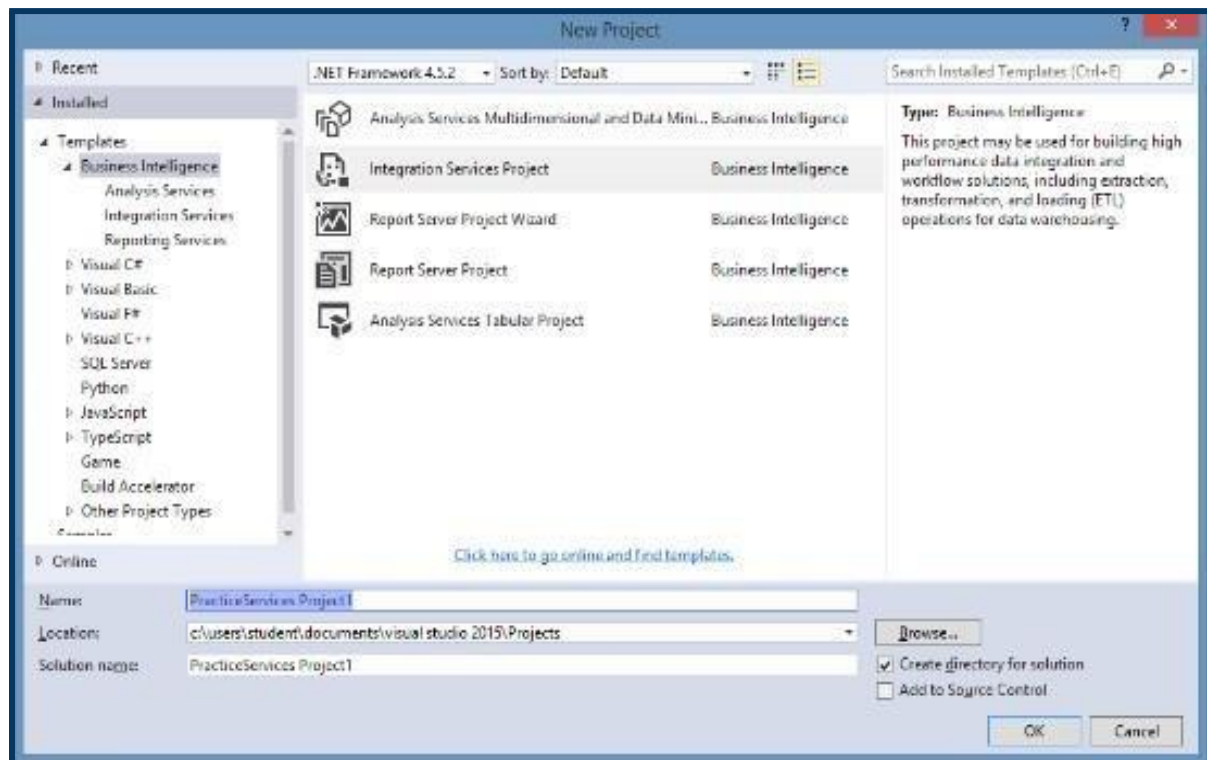 New Project
?
Recent
Installed
Templates
Business Intelligence
Analysis Services
Integration Services
Reporting Services
Visual C#
Visual Basic
Visual F#
Visual C++
SQL Server
Python
JavaScript
TypeScript
Game
Build Accelerator
Other Project Types
Samples
Online
.NET Framework 4.5.2
Sort by: Default
Analysis Services Multidimensional and Data Mini... Business Intelligence
Integration Services Project Business Intelligence
Report Server Project Wizard Business Intelligence
Report Server Project Business Intelligence
Analysis Services Tabular Project Business Intelligence
Click here to go online and find templates.
Search Installed Templates (Ctrl+E)
Type: Business Intelligence
This project may be used for building high
performance data integration and
workflow solutions, including extraction,
transformation, and loading (ETL)
operations for data warehousing.
Name: PracticeServices Project1
Location: c:\users\student\documents\visual studio 2015\Projects
Browse...
Solution name: PracticeServices Project1
Create directory for solution
Add to Source Control
OK Cancel